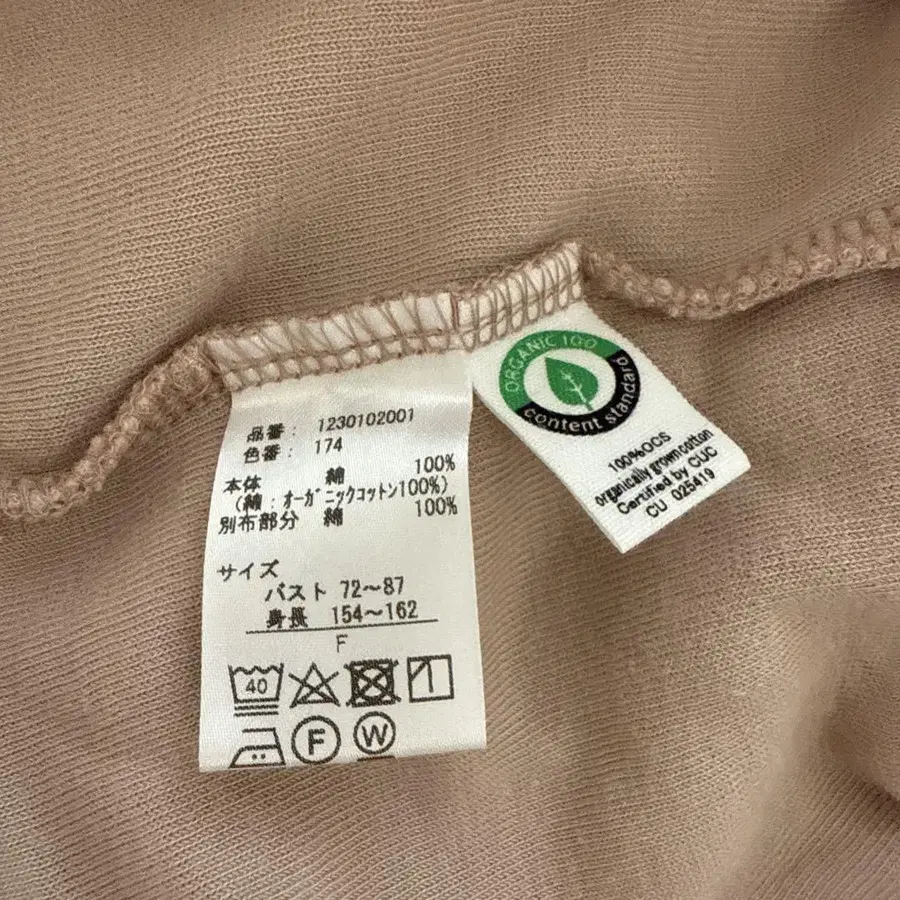 品番： 1230102001
色番： 174
本体 綿 100%
(綿：オーガニックコットン100%)
別布部分 綿 100%
サイズ
バスト 72～87
身長 154～162
F
40
F
W
ORGANIC 100
content standard
100%OCS
organically grown cotton
Certified by CUC
CU 025419